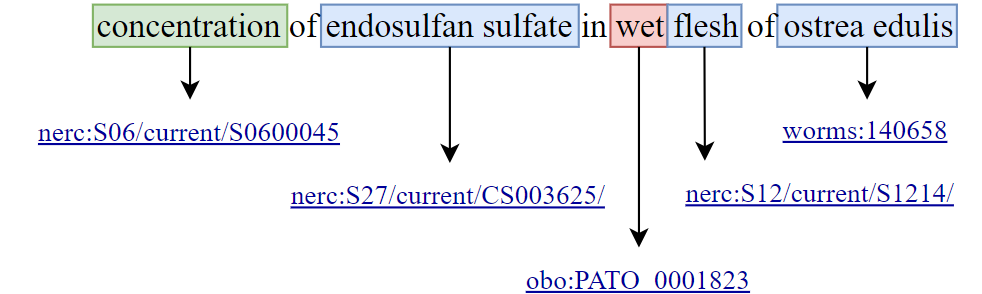 concentration of endosulfan sulfate in wet flesh of ostrea edulis
nerc:S06/current/S0600045
worms:140658
nerc:S27/current/CS003625/
nerc:S12/current/S1214/
obo:PATO_0001823